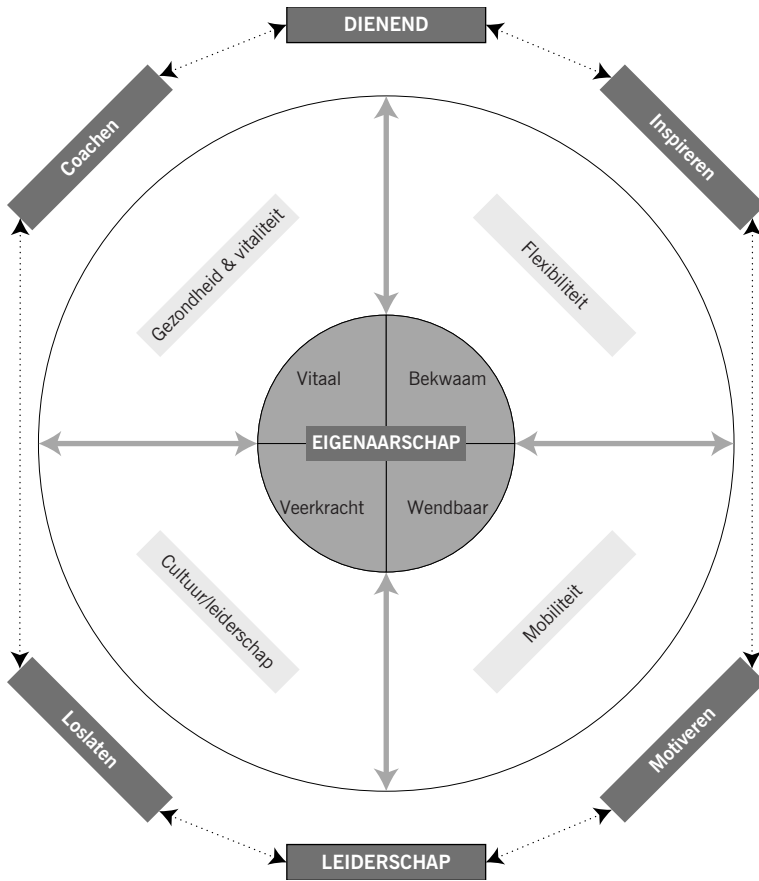 DIENEND
Coachen
Inspireren
Gezondheid & vitaliteit
Flexibiliteit
Vitaal
Bekwaam
EIGENAARSCHAP
Veerkracht
Wendbaar
Cultuur/leiderschap
Mobiliteit
Loslaten
Motiveren
LEIDERSCHAP